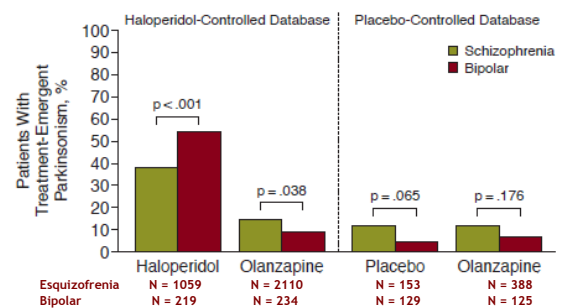 Haloperidol-Controlled Database
Placebo-Controlled Database
Patients With
Treatment-Emergent
Parkinsonism, %
100
90
80
70
60
50
40
30
20
10
0
Schizophrenia
Bipolar
p<.001
p=.038
p=.065
p=.176
Haloperidol Olanzapine Placebo Olanzapine
Esquizofrenia N = 1059 N = 2110 N = 153 N = 388
Bipolar N = 219 N = 234 N = 129 N = 125